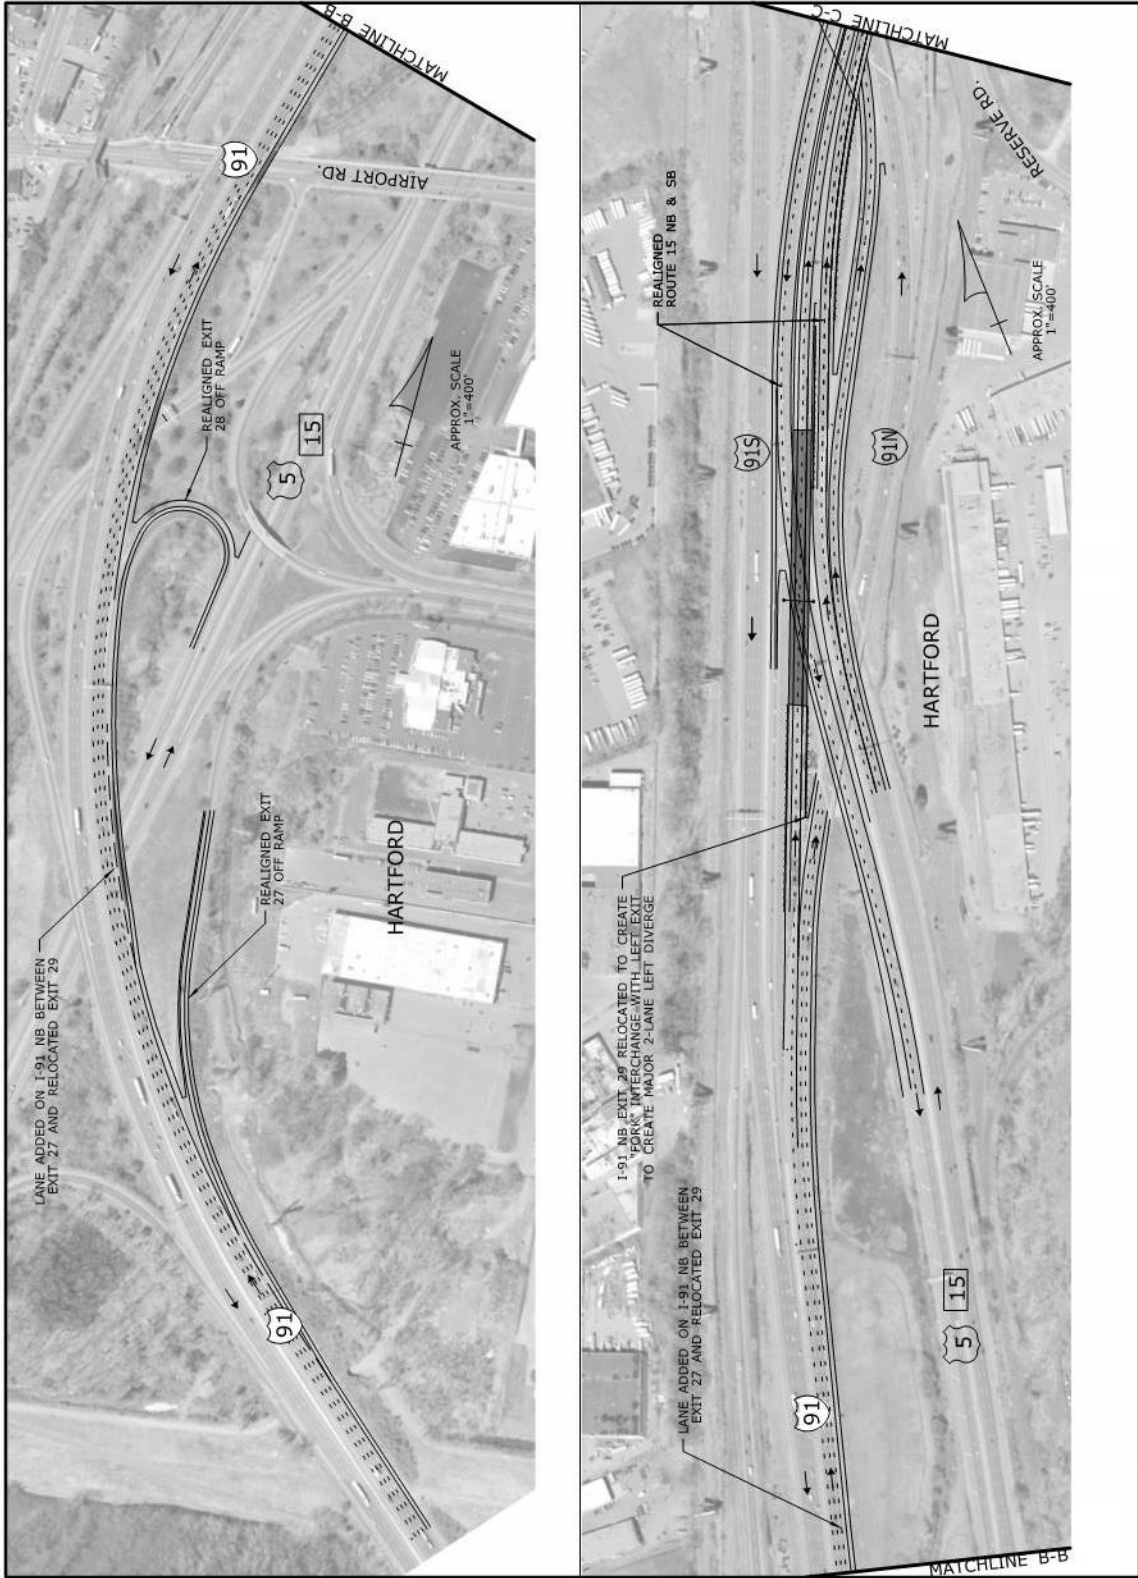 LANE ADDED ON I-91 NB BETWEEN
EXIT 27 AND RELOCATED EXIT 29
91
REALIGNED EXIT
27 OFF RAMP
HARTFORD
REALIGNED EXIT
28 OFF RAMP
5
15
APPROX. SCALE
1"=400'
91
AIRPORT RD.
MATCHLINE B-B
MATCHLINE B-B
LANE ADDED ON I-91 NB BETWEEN
EXIT 27 AND RELOCATED EXIT 29
91
5
15
I-91 NB EXIT 29 RELOCATED TO CREATE
"FORK" INTERCHANGE WITH LEFT EXIT
TO CREATE MAJOR 2-LANE LEFT DIVERGE
HARTFORD
91S
91N
REALIGNED
ROUTE 15 NB & SB
APPROX. SCALE
1"=400'
RESERVE RD.
MATCHLINE C-C